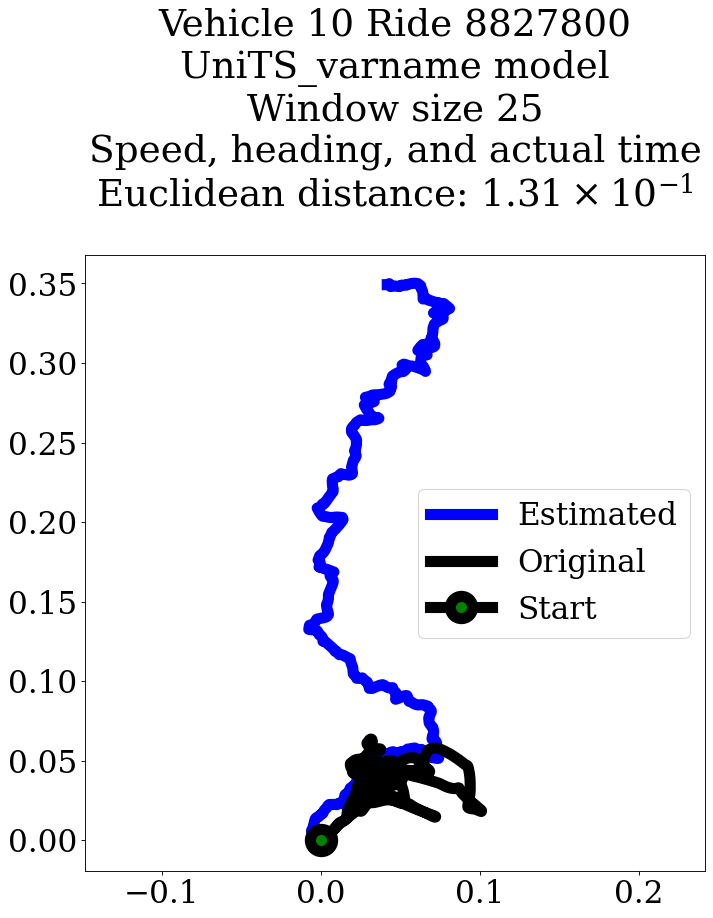 Vehicle 10 Ride 8827800
UniTS_varname model
Window size 25
Speed, heading, and actual time
Euclidean distance: 1.31 × 10⁻¹
0.35
0.30
0.25
0.20
0.15
0.10
0.05
0.00
Estimated
Original
Start
−0.1
0.0
0.1
0.2